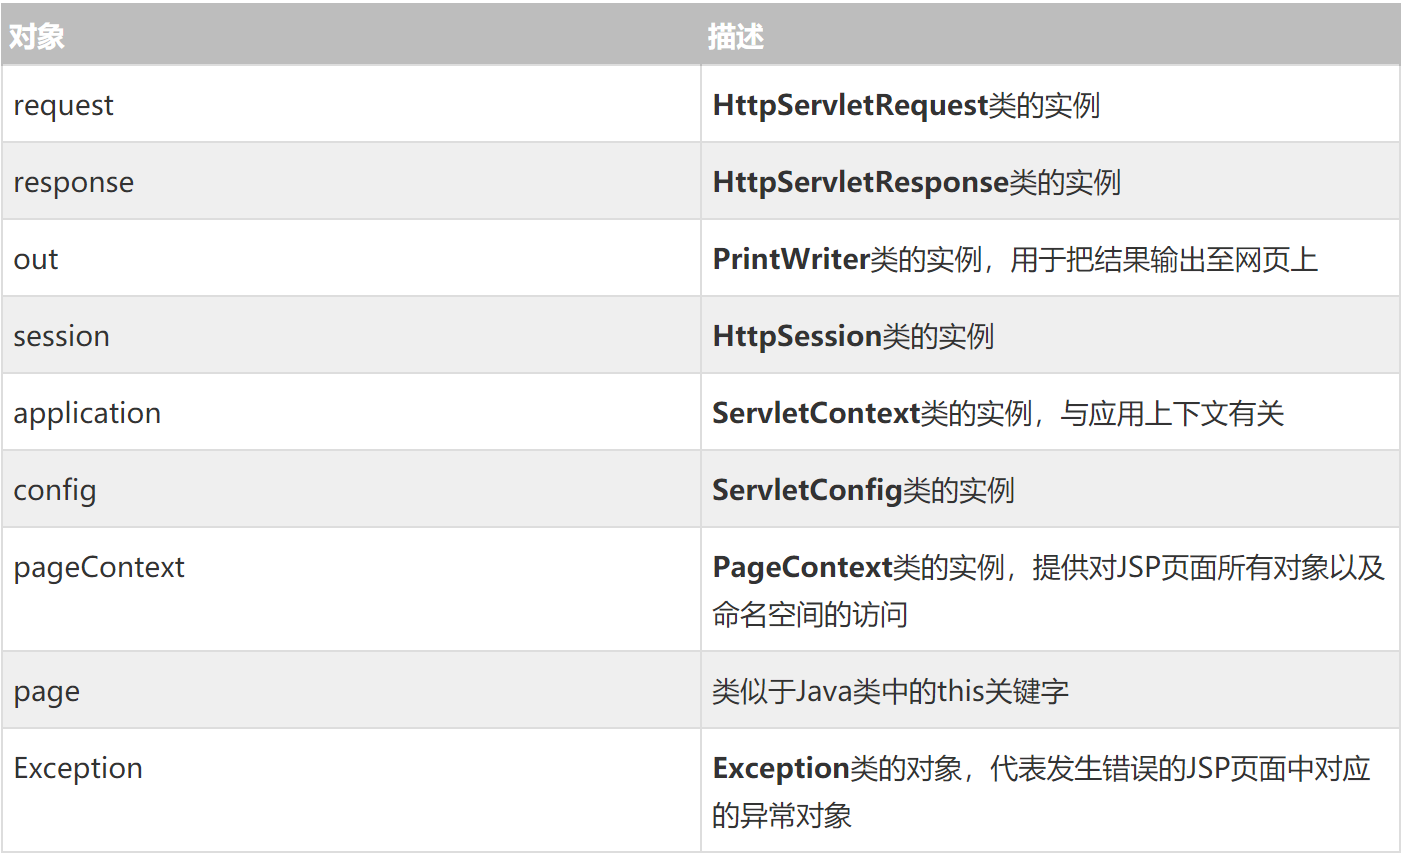 对象 描述
request HttpServletRequest类的实例
response HttpServletResponse类的实例
out PrintWriter类的实例，用于把结果输出至网页上
session HttpSession类的实例
application ServletContext类的实例，与应用上下文有关
config ServletConfig类的实例
pageContext PageContext类的实例，提供对JSP页面所有对象以及
命名空间的访问
page 类似于Java类中的this关键字
Exception Exception类的对象，代表发生错误的JSP页面中对应
的异常对象